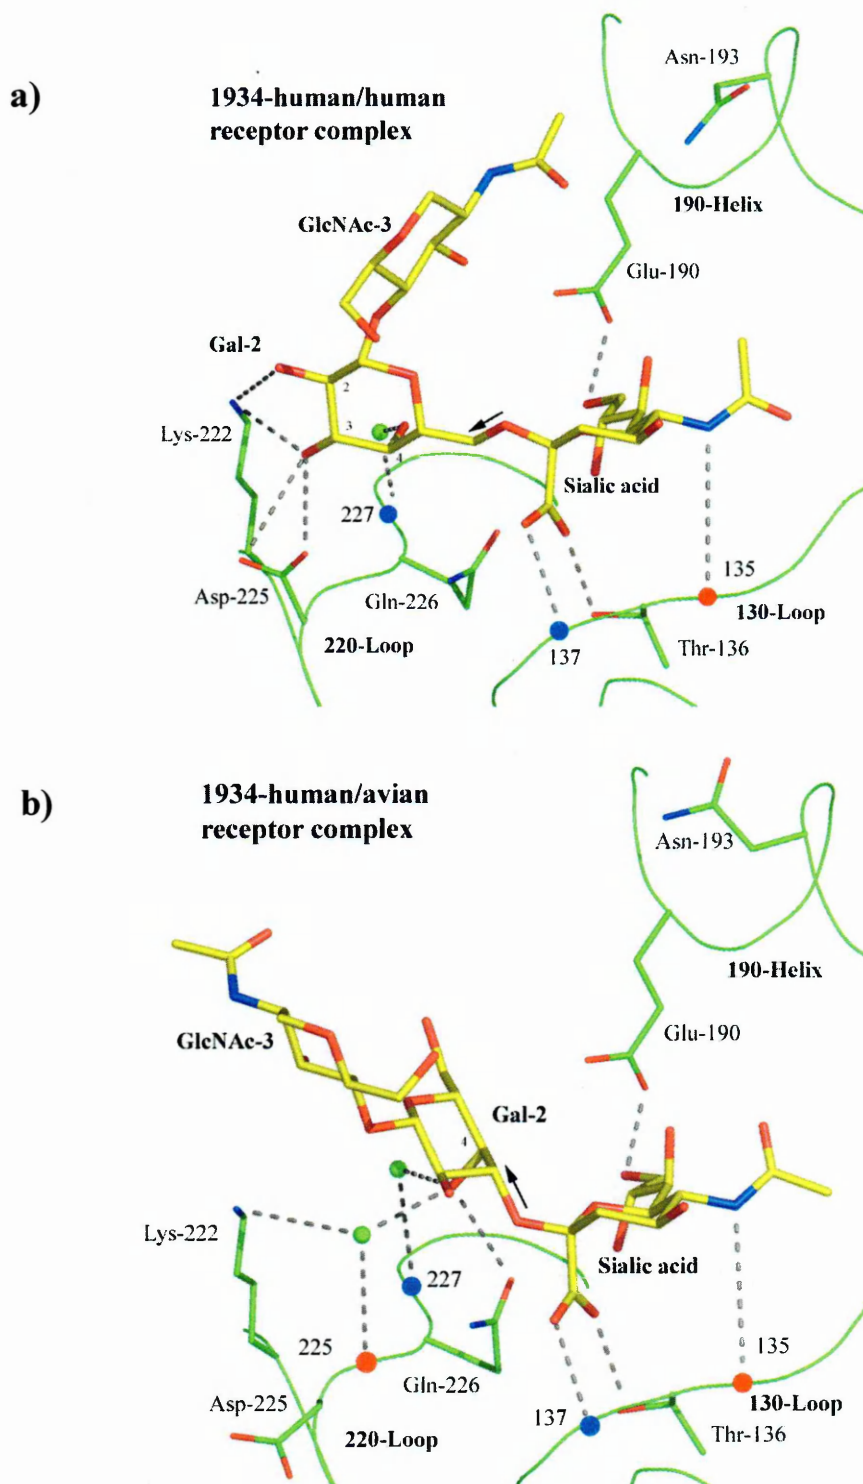 a)
1934-human/human
receptor complex
Asn-193
190-Helix
GlcNAc-3
Glu-190
Gal-2
2
Lys-222
3
4
Sialic acid
227
135
Asp-225
Gln-226
130-Loop
220-Loop
137
Thr-136
b)
1934-human/avian
receptor complex
Asn-193
190-Helix
GlcNAc-3
Glu-190
Gal-2
4
Lys-222
Sialic acid
227
225
135
Gln-226
Asp-225
130-Loop
137
220-Loop
Thr-136